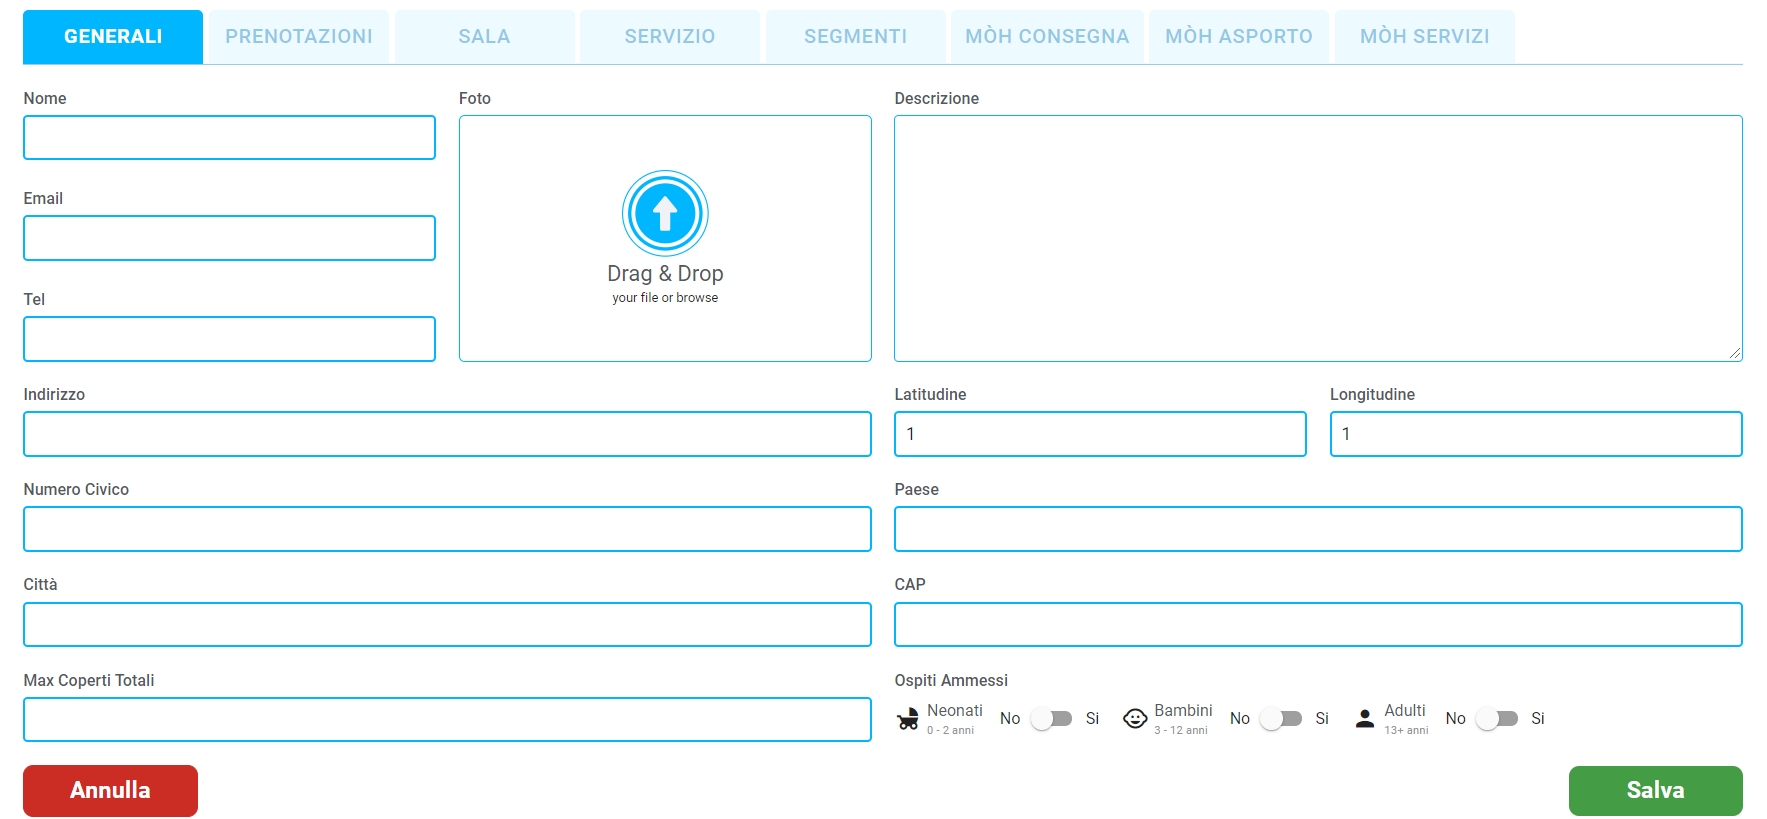 GENERALI PRENOTAZIONI SALA SERVIZIO SEGMENTI MÒH CONSEGNA MÒH ASPORTO MÒH SERVIZI
Nome Foto Descrizione
Drag & Drop
your file or browse
Email
Tel
Indirizzo Latitudine Longitudine
1 1
Numero Civico Paese
Città CAP
Max Coperti Totali Ospiti Ammessi
Neonati No Si Bambini No Si Adulti No Si
0 - 2 anni 3 - 12 anni 13+ anni
Annulla Salva